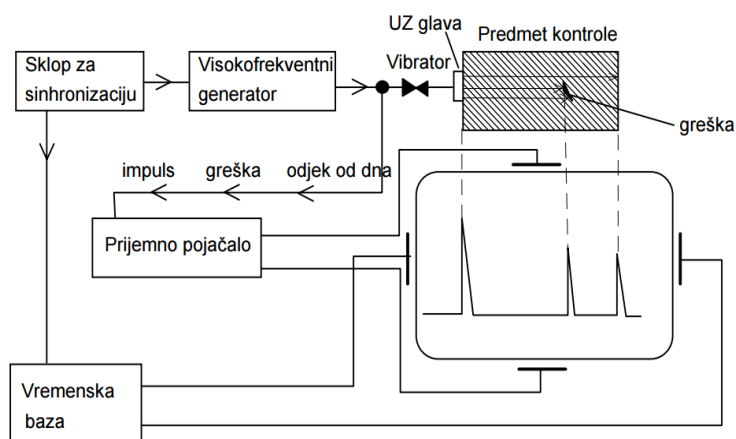 UZ glava
Predmet kontrole
Sklop za
sinhronizaciju
Visokofrekventni
generator
Vibrator
greška
impuls greška odjek od dna
Prijemno pojačalo
Vremenska
baza